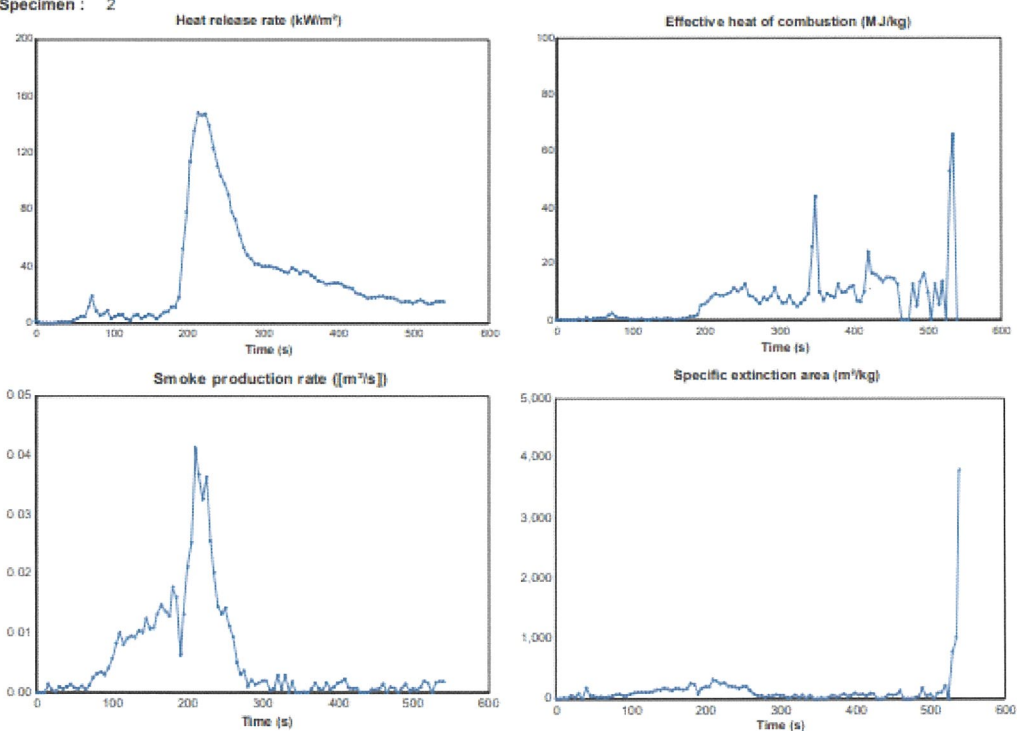 Specimen : 2
Heat release rate (kW/m²)
200
160
120
80
40
0
0 100 200 300 400 500 600
Time (s)
Effective heat of combustion (MJ/kg)
100
80
60
40
20
0
0 100 200 300 400 500 600
Time (s)
Smoke production rate ([m²/s])
0.05
0.04
0.03
0.02
0.01
0.00
0 100 200 300 400 500 600
Time (s)
Specific extinction area (m²/kg)
5,000
4,000
3,000
2,000
1,000
0
0 100 200 300 400 500 600
Time (s)